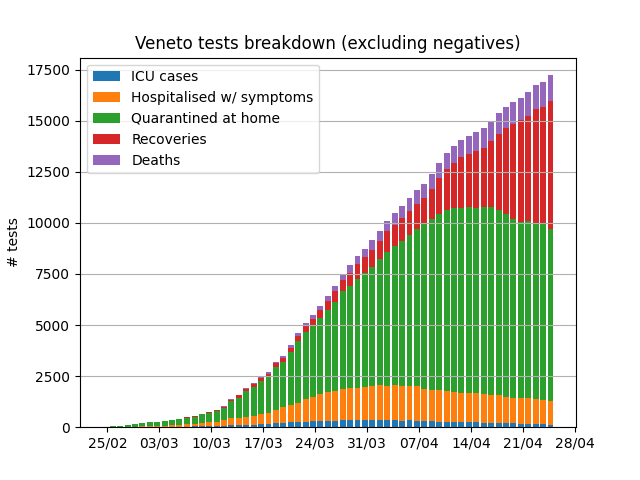 Veneto tests breakdown (excluding negatives)
17500
15000
12500
10000
7500
5000
2500
0
# tests
ICU cases
Hospitalised w/ symptoms
Quarantined at home
Recoveries
Deaths
25/02 03/03 10/03 17/03 24/03 31/03 07/04 14/04 21/04 28/04